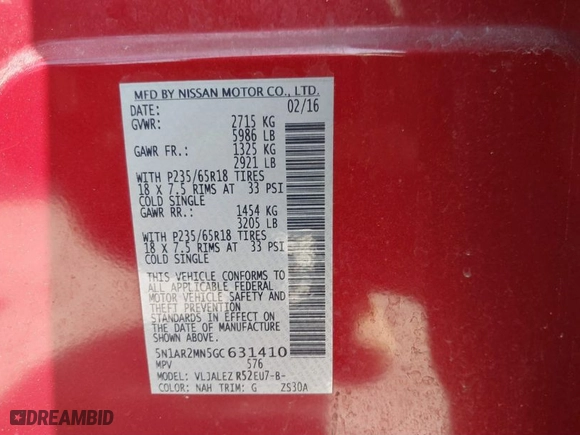 MFD BY NISSAN MOTOR CO., LTD.
DATE: 02/16
GVWR: 2715 KG
5986 LB
GAWR FR.: 1325 KG
2921 LB
WITH P235/65R18 TIRES
18 X 7.5 RIMS AT 33 PSI
COLD SINGLE
GAWR RR.: 1454 KG
3205 LB
WITH P235/65R18 TIRES
18 X 7.5 RIMS AT 33 PSI
COLD SINGLE
THIS VEHICLE CONFORMS TO
ALL APPLICABLE FEDERAL
MOTOR VEHICLE SAFETY AND
THEFT PREVENTION
STANDARDS IN EFFECT ON
THE DATE OF MANUFACTURE
SHOWN ABOVE.
5N1AR2MN5GC631410
MPV 576
MODEL: VLJALEZ R52EU7-B-
COLOR: NAH TRIM: G ZS30A
DREAMBID